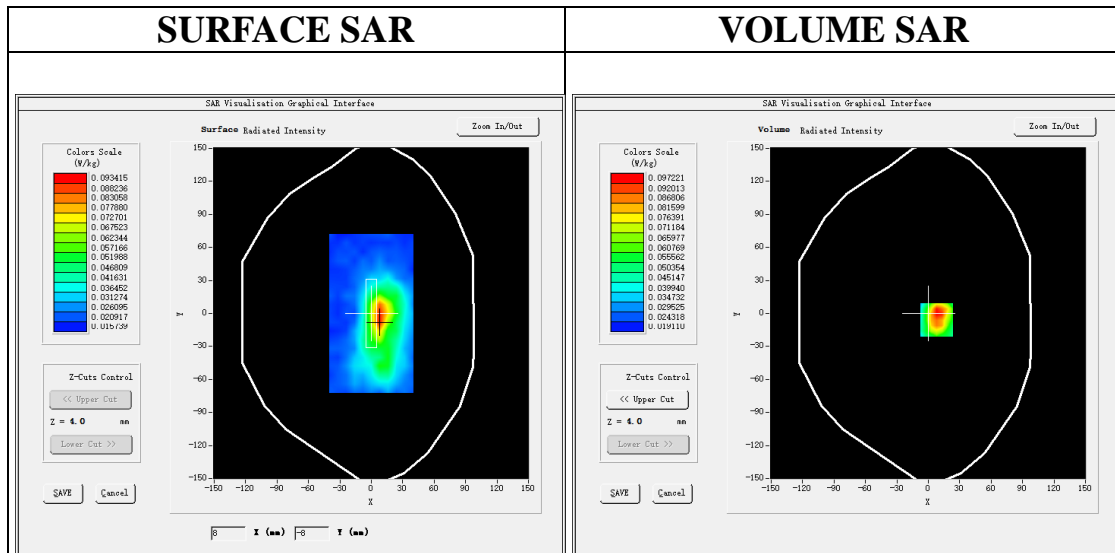 SURFACE SAR
VOLUME SAR
SAR Visualisation Graphical Interface
Surface Radiated Intensity
Zoom In/Out
Colors Scale
(W/kg)
0.093415
0.088236
0.083058
0.077880
0.072701
0.067523
0.062344
0.057166
0.051988
0.046809
0.041631
0.036452
0.031274
0.026095
0.020917
0.015739
150
120
90
60
30
0
-30
-60
-90
-120
-150
Y
-150 -120 -90 -60 -30 0 30 60 90 120 150
X
Z-Cuts Control
<< Upper Cut
Z = 4.0 mm
Lower Cut >>
SAVE Cancel
8 X (mm) -8 Y (mm)
SAR Visualisation Graphical Interface
Volume Radiated Intensity
Zoom In/Out
Colors Scale
(W/kg)
0.097221
0.092013
0.086806
0.081599
0.076391
0.071184
0.065977
0.060769
0.055562
0.050354
0.045147
0.039940
0.034732
0.029525
0.024318
0.019110
150
120
90
60
30
0
-30
-60
-90
-120
-150
Y
-150 -120 -90 -60 -30 0 30 60 90 120 150
X
Z-Cuts Control
<< Upper Cut
Z = 4.0 mm
Lower Cut >>
SAVE Cancel